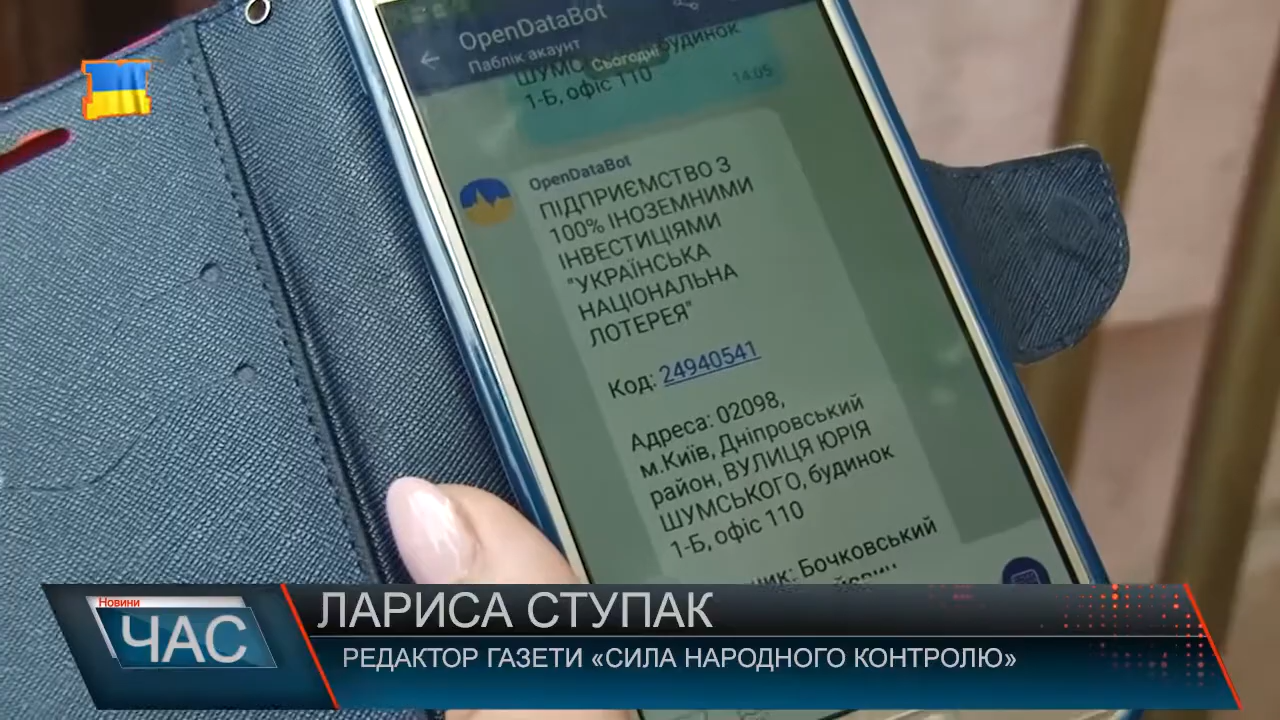 OpenDataBot
Паблік акаунт
Сьогодні
будинок
1-Б, офіс 110
14:05
OpenDataBot
ПІДПРИЄМСТВО З
100% ІНОЗЕМНИМИ
ІНВЕСТИЦІЯМИ
"УКРАЇНСЬКА
НАЦІОНАЛЬНА
ЛОТЕРЕЯ"
Код: 24940541
Адреса: 02098,
м.Київ, Дніпровський
район, ВУЛИЦЯ ЮРІЯ
ШУМСЬКОГО, будинок
1-Б, офіс 110
Бочковський
Новини
ЧАС
ЛАРИСА СТУПАК
РЕДАКТОР ГАЗЕТИ «СИЛА НАРОДНОГО КОНТРОЛЮ»